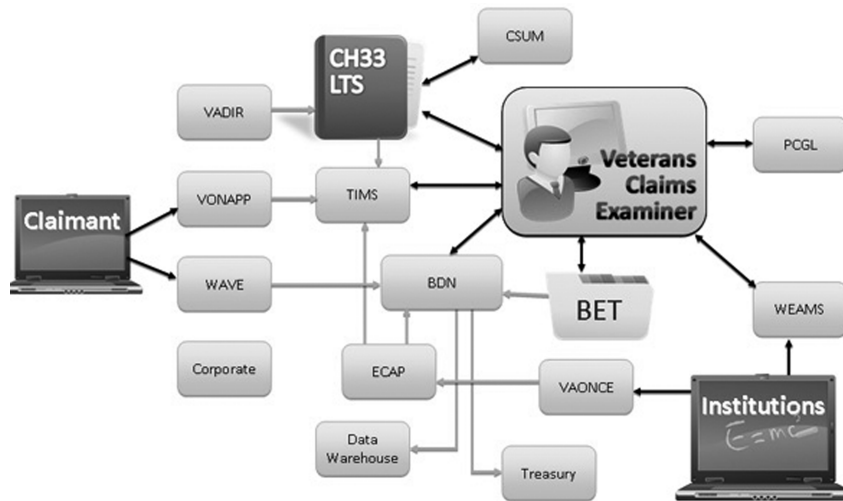 CSUM
CH33
LTS
VADIR
Veterans
Claims
Examiner
PCGL
Claimant
VONAPP
TIMS
WAVE
BDN
BET
WEAMS
Corporate
ECAP
VAONCE
Institutions
Data
Warehouse
Treasury